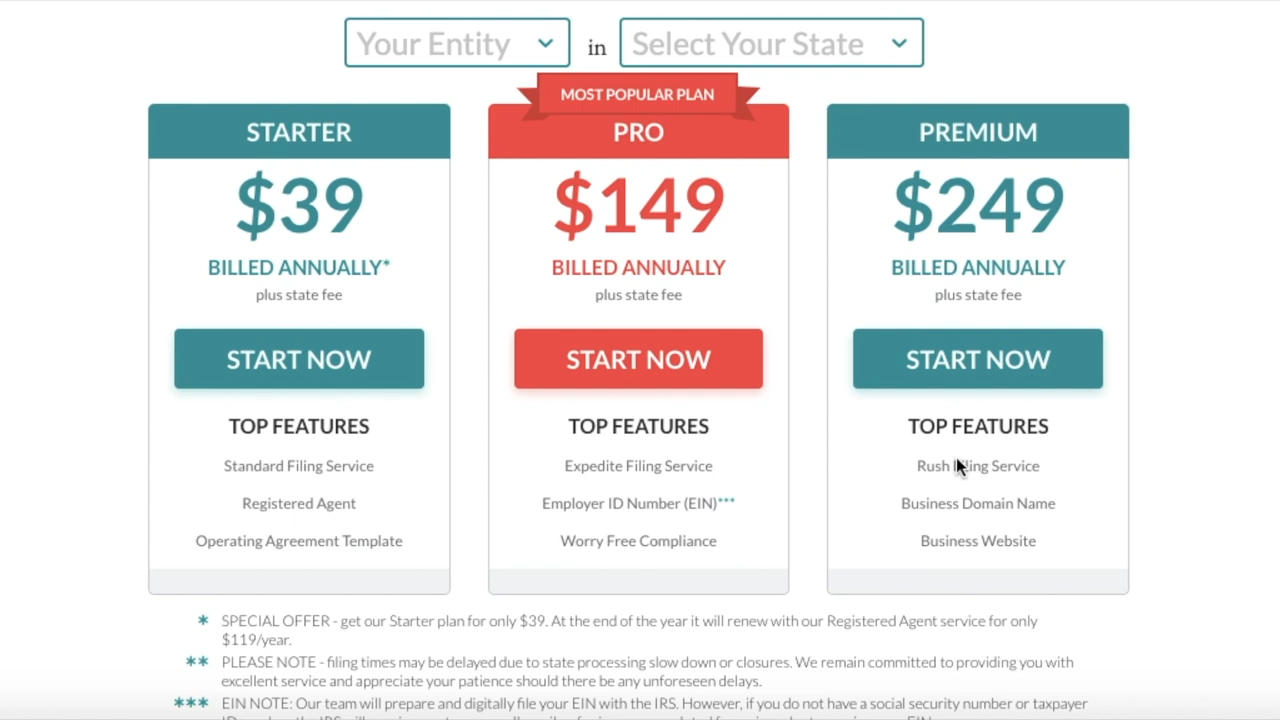 Your Entity in Select Your State
MOST POPULAR PLAN
STARTER
$39
BILLED ANNUALLY*
plus state fee
START NOW
TOP FEATURES
Standard Filing Service
Registered Agent
Operating Agreement Template
PRO
$149
BILLED ANNUALLY
plus state fee
START NOW
TOP FEATURES
Expedite Filing Service
Employer ID Number (EIN)***
Worry Free Compliance
PREMIUM
$249
BILLED ANNUALLY
plus state fee
START NOW
TOP FEATURES
Rush Filing Service
Business Domain Name
Business Website
* SPECIAL OFFER - get our Starter plan for only $39. At the end of the year it will renew with our Registered Agent service for only
$119/year.
** PLEASE NOTE - filing times may be delayed due to state processing slow down or closures. We remain committed to providing you with
excellent service and appreciate your patience should there be any unforeseen delays.
*** EIN NOTE: Our team will prepare and digitally file your EIN with the IRS. However, if you do not have a social security number or taxpayer